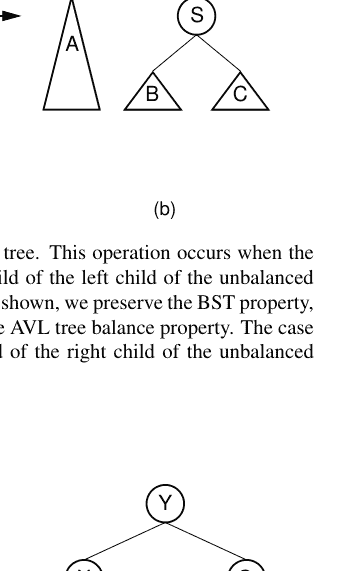 S
A
B
C
(b)
tree. This operation occurs when the
of the left child of the unbalanced
shown, we preserve the BST property,
AVL tree balance property. The case
of the right child of the unbalanced
Y